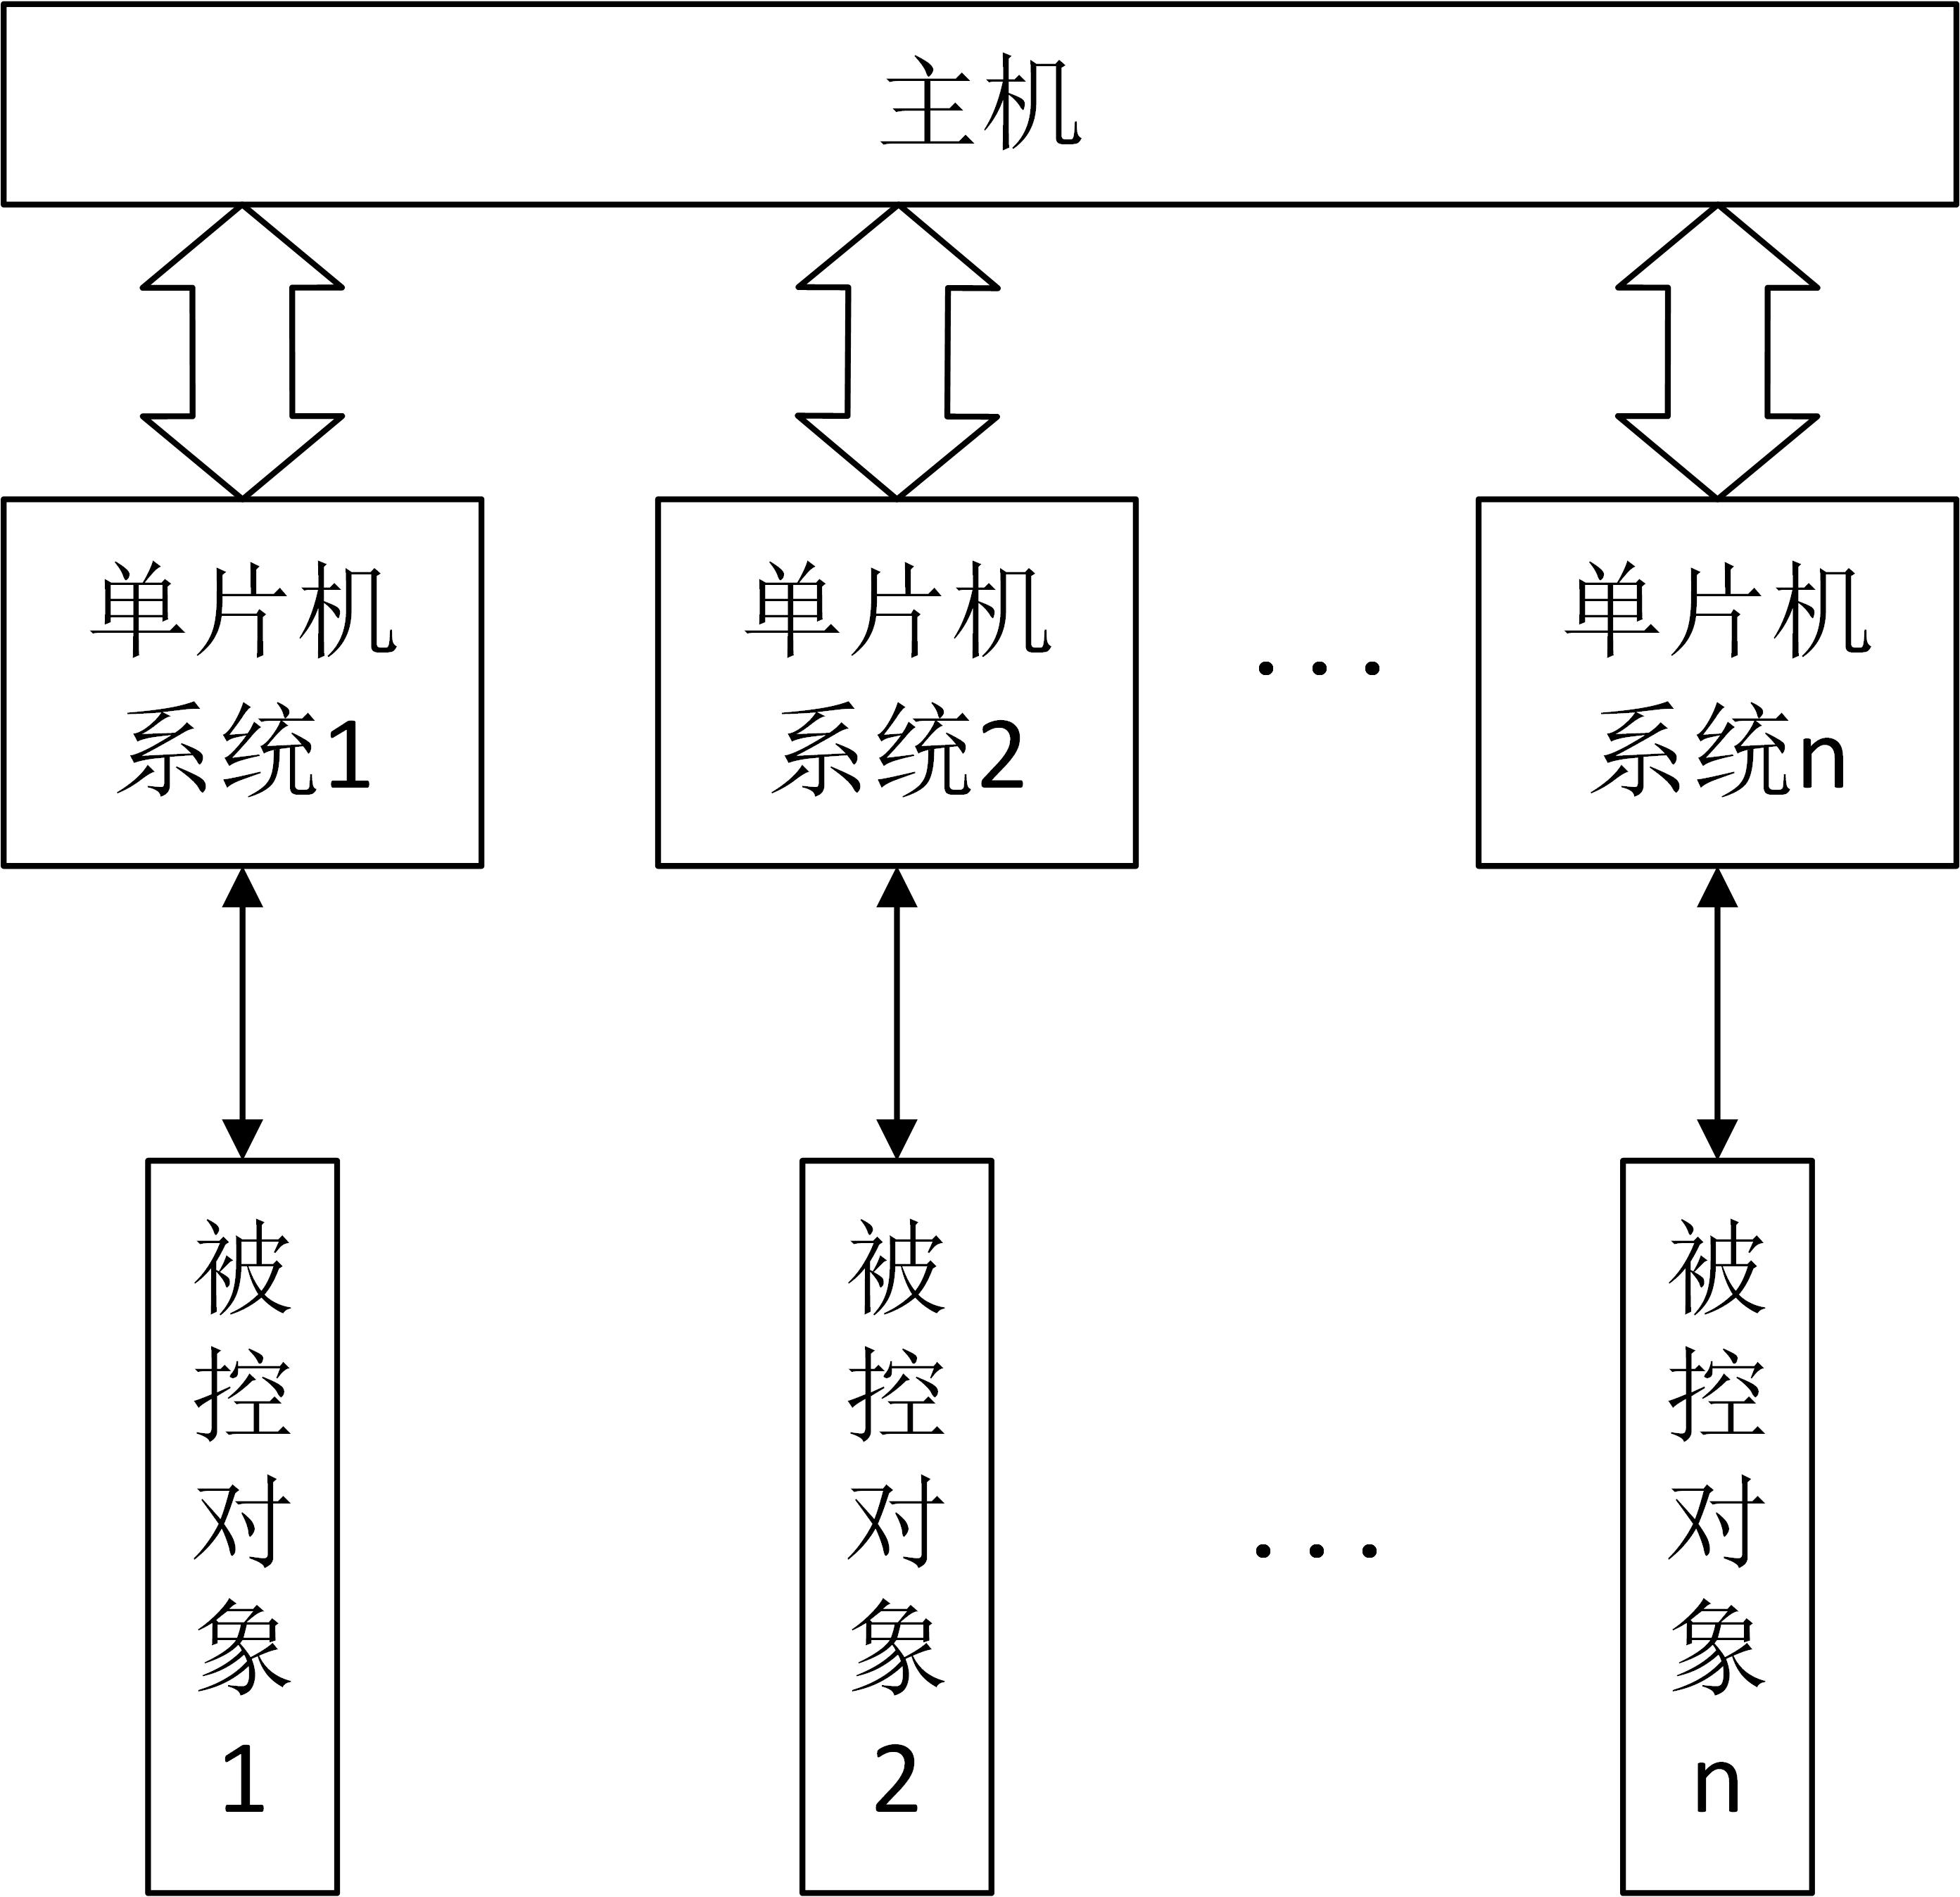 主机
单片机
系统1
单片机
系统2
. . .
单片机
系统n
被
控
对
象
1
被
控
对
象
2
. . .
被
控
对
象
n